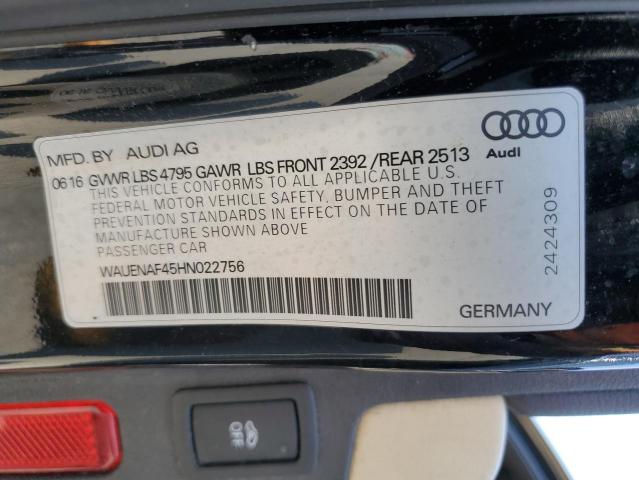 MFD. BY AUDI AG
0616 GVWR LBS 4795 GAWR LBS FRONT 2392 /REAR 2513
THIS VEHICLE CONFORMS TO ALL APPLICABLE U.S.
FEDERAL MOTOR VEHICLE SAFETY, BUMPER AND THEFT
PREVENTION STANDARDS IN EFFECT ON THE DATE OF
MANUFACTURE SHOWN ABOVE
PASSENGER CAR
WAUENAF45HN022756
Audi
2424309
GERMANY
OFF